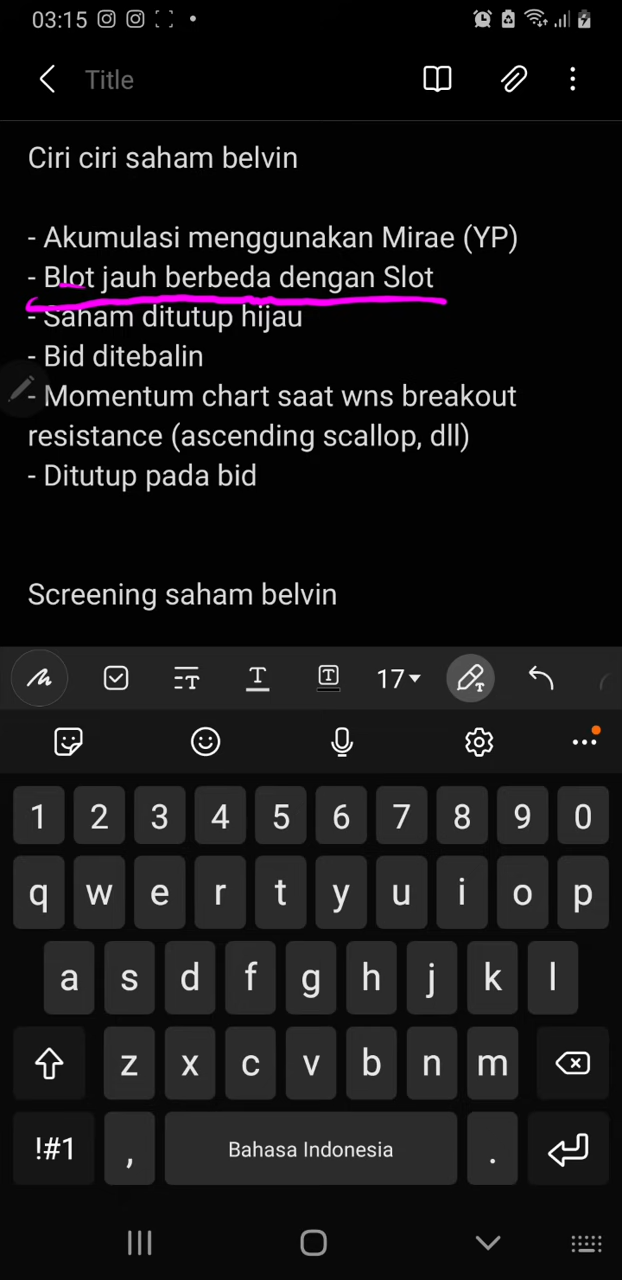 03:15
Title
Ciri ciri saham belvin
- Akumulasi menggunakan Mirae (YP)
- Blot jauh berbeda dengan Slot
- Saham ditutup hijau
- Bid ditebalin
- Momentum chart saat wns breakout
resistance (ascending scallop, dll)
- Ditutup pada bid
Screening saham belvin
17
1 2 3 4 5 6 7 8 9 0
q w e r t y u i o p
a s d f g h j k l
z x c v b n m
!#1 , Bahasa Indonesia .